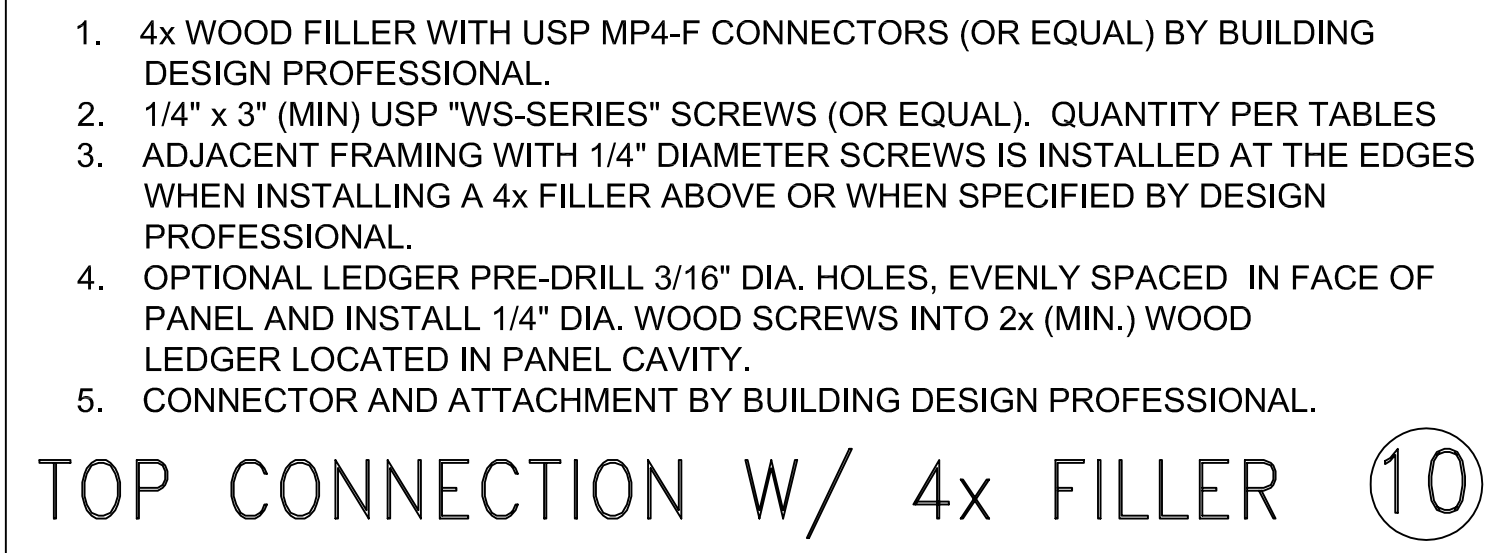 1. 4x WOOD FILLER WITH USP MP4-F CONNECTORS (OR EQUAL) BY BUILDING
DESIGN PROFESSIONAL.
2. 1/4" x 3" (MIN) USP "WS-SERIES" SCREWS (OR EQUAL). QUANTITY PER TABLES
3. ADJACENT FRAMING WITH 1/4" DIAMETER SCREWS IS INSTALLED AT THE EDGES
WHEN INSTALLING A 4x FILLER ABOVE OR WHEN SPECIFIED BY DESIGN
PROFESSIONAL.
4. OPTIONAL LEDGER PRE-DRILL 3/16" DIA. HOLES, EVENLY SPACED IN FACE OF
PANEL AND INSTALL 1/4" DIA. WOOD SCREWS INTO 2x (MIN.) WOOD
LEDGER LOCATED IN PANEL CAVITY.
5. CONNECTOR AND ATTACHMENT BY BUILDING DESIGN PROFESSIONAL.
TOP CONNECTION W/ 4x FILLER 10